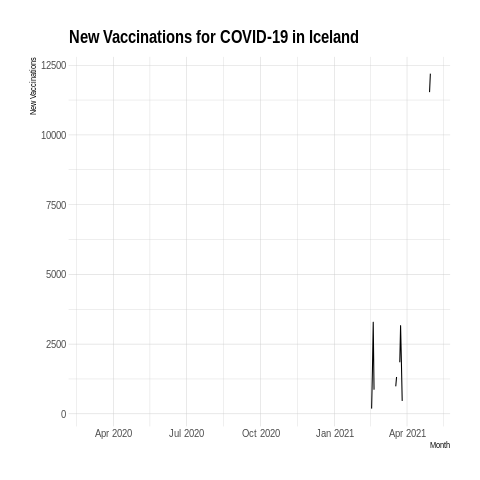 New Vaccinations for COVID-19 in Iceland
New Vaccinations
12500
10000
7500
5000
2500
0
Apr 2020 Jul 2020 Oct 2020 Jan 2021 Apr 2021
Month